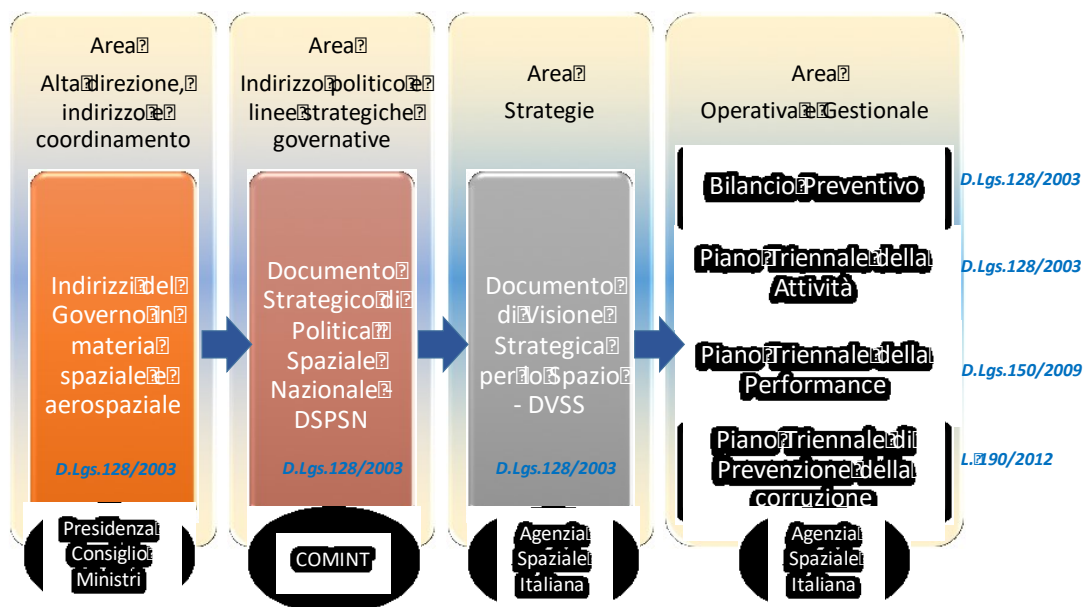 Area
Alta direzione,
indirizzo e
coordinamento
Indirizzi del
Governo in
materia
spaziale e
aerospaziale
D.Lgs.128/2003
Presidenza
Consiglio
Ministri
Area
Indirizzo politico e
linee strategiche
governative
Documento
Strategico di
Politica
Spaziale
Nazionale -
DSPSN
D.Lgs.128/2003
COMINT
Area
Strategie
Documento
di Visione
Strategica
per lo Spazio
- DVSS
D.Lgs.128/2003
Agenzia
Spaziale
Italiana
Area
Operativa e Gestionale
Bilancio Preventivo
D.Lgs.128/2003
Piano Triennale della
Attività
D.Lgs.128/2003
Piano Triennale della
Performance
D.Lgs.150/2009
Piano Triennale di
Prevenzione della
corruzione
L. 190/2012
Agenzia
Spaziale
Italiana